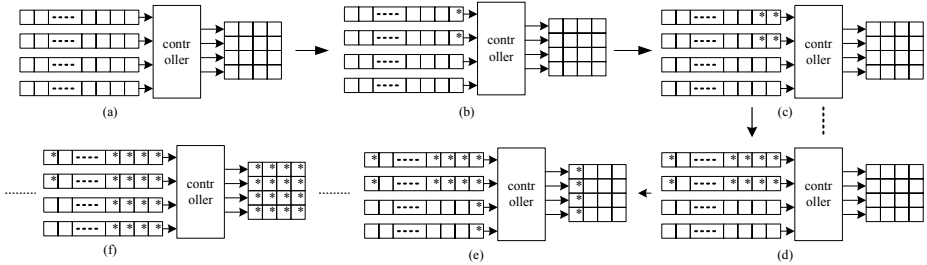 contr
oller
(a)
* contr
* oller
(b)
* * contr
* * oller
(c)
* * * * *
* * * * *
* * * *
* * * *
contr
oller
* * * *
* * * *
* * * *
* * * *
(f)
* * * * *
* * * * *
*
*
contr
oller
*
*
*
*
(e)
* * * * *
* * * * *
contr
oller
(d)